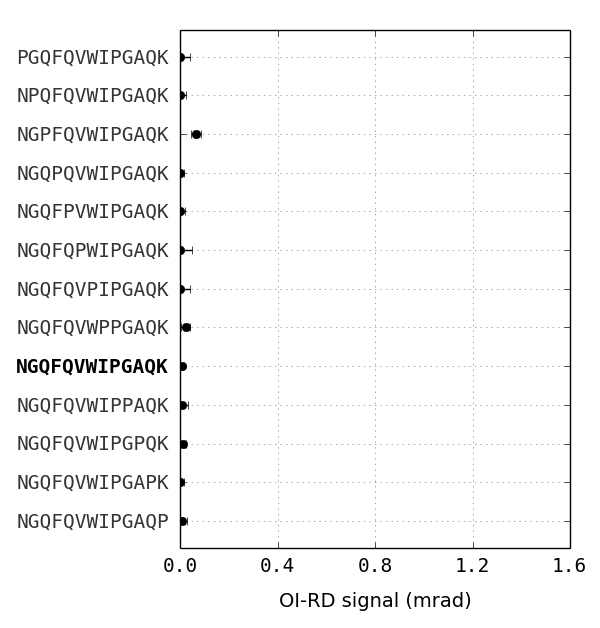 PGQFQVWIPGAQK
NPQFQVWIPGAQK
NGPFQVWIPGAQK
NGQPQVWIPGAQK
NGQFPVWIPGAQK
NGQFQPWIPGAQK
NGQFQVPIPGAQK
NGQFQVWPPGAQK
NGQFQVWIPGAQK
NGQFQVWIPPAQK
NGQFQVWIPGPQK
NGQFQVWIPGAPK
NGQFQVWIPGAQP
0.0 0.4 0.8 1.2 1.6
OI-RD signal (mrad)